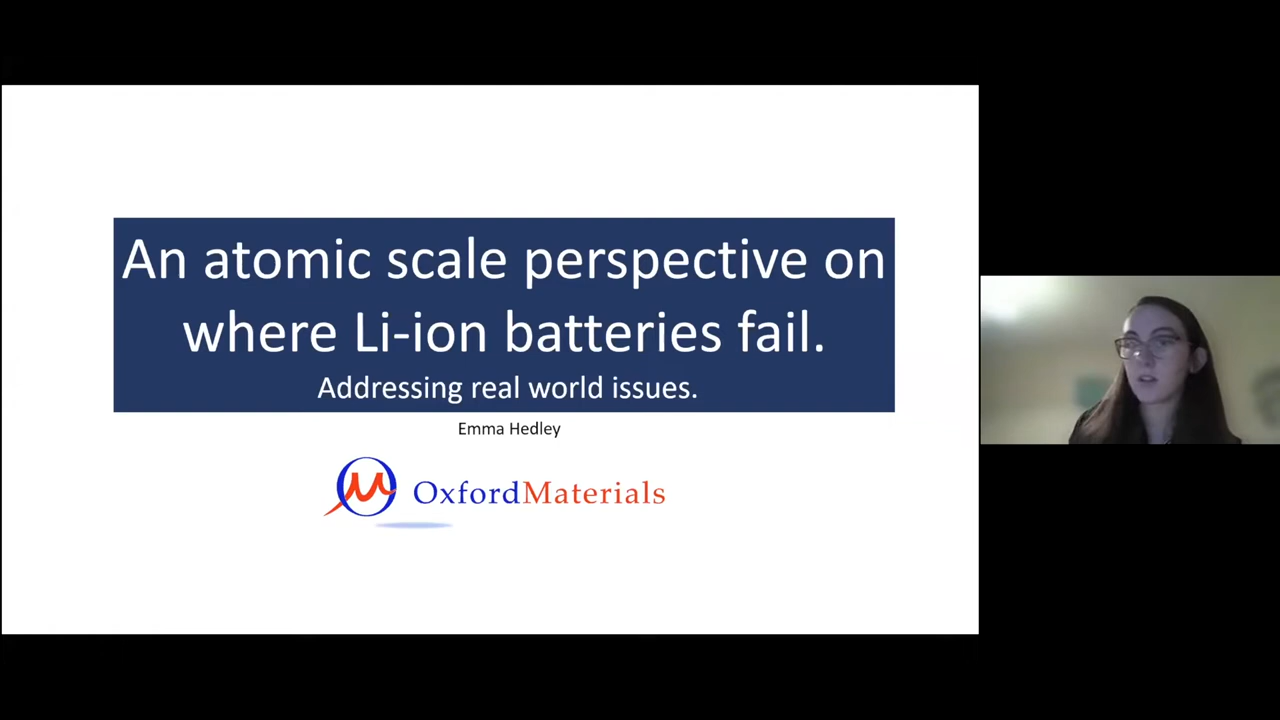 An atomic scale perspective on
where Li-ion batteries fail.
Addressing real world issues.
Emma Hedley
OxfordMaterials